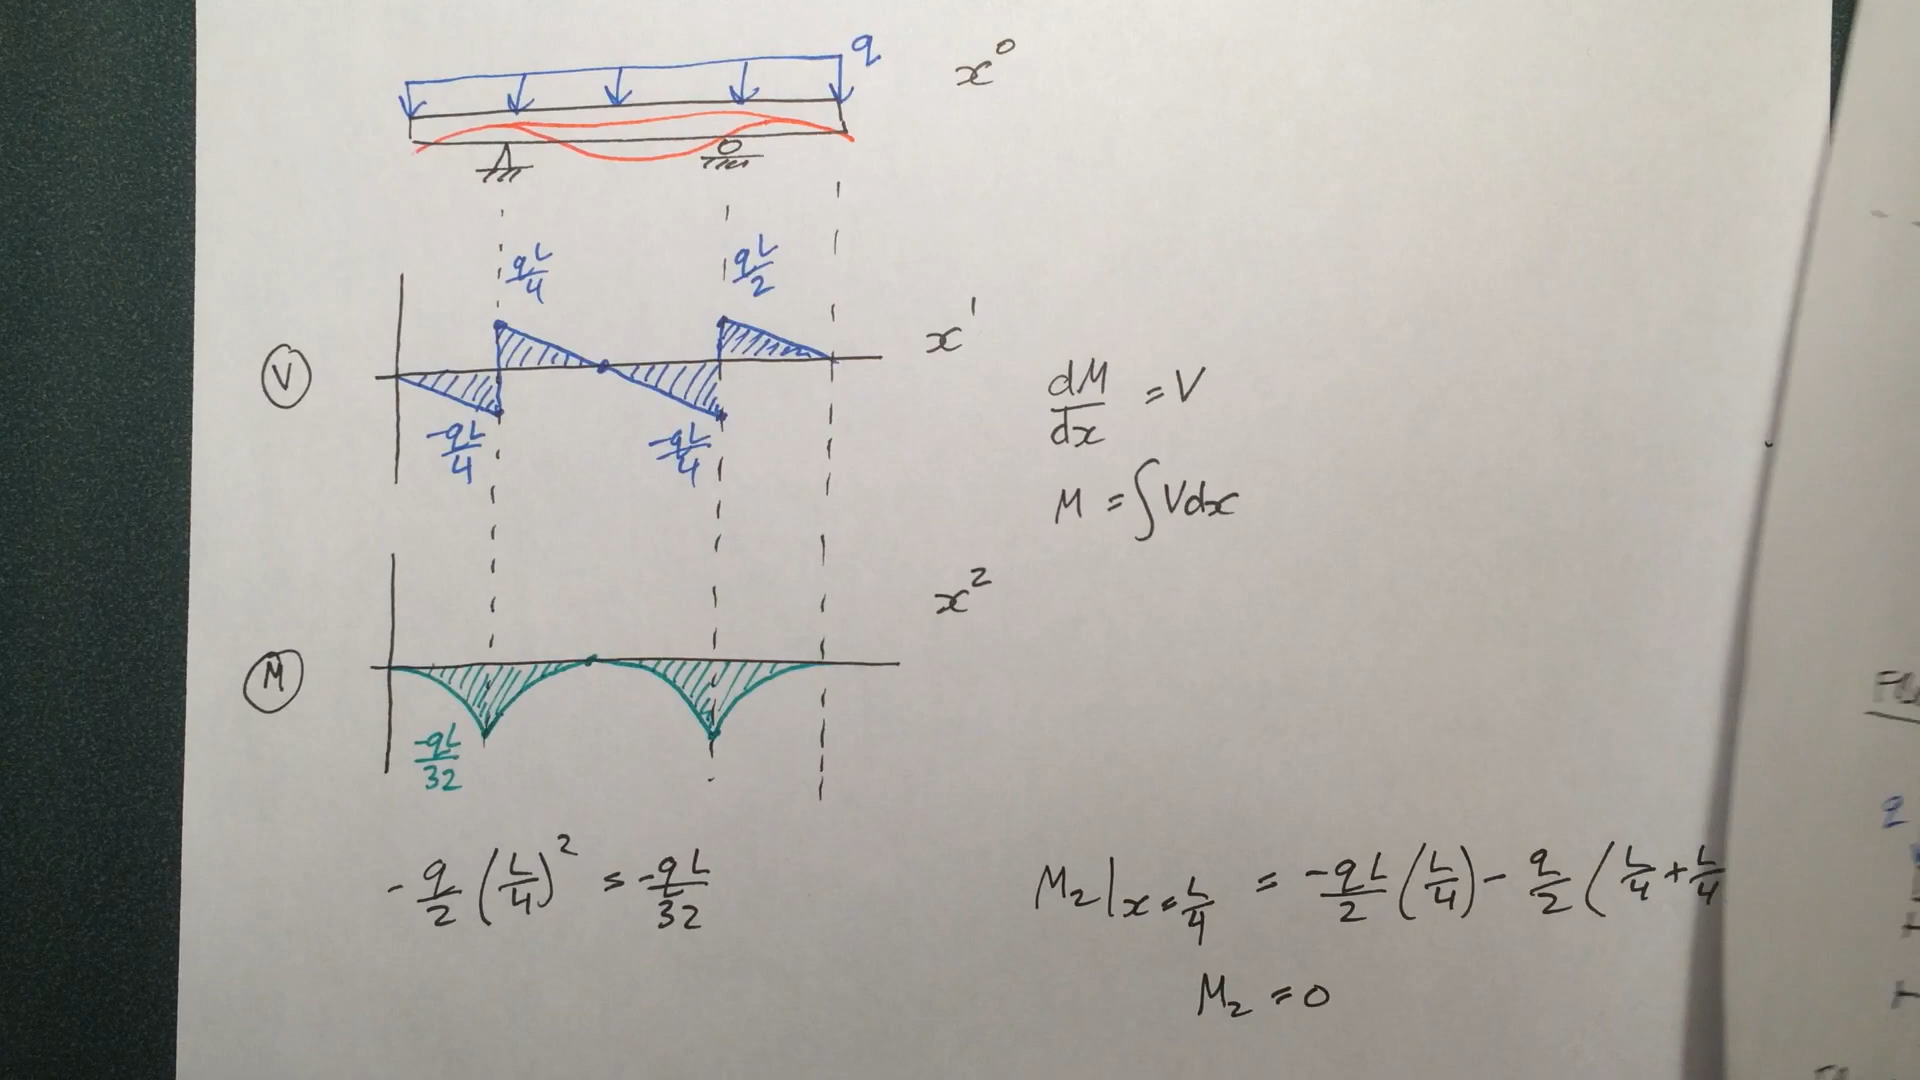 q
x⁰
qL/4
qL/2
V
x¹
-qL/4
-qL/4
dM/dx = V
M = ∫Vdx
x²
M
-qL/32
-q/2 (L/4)² = -qL/32
M₂|x=L/4 = -qL/2 (L/4) - q/2 (L/4 + L/4
M₂ = 0
q